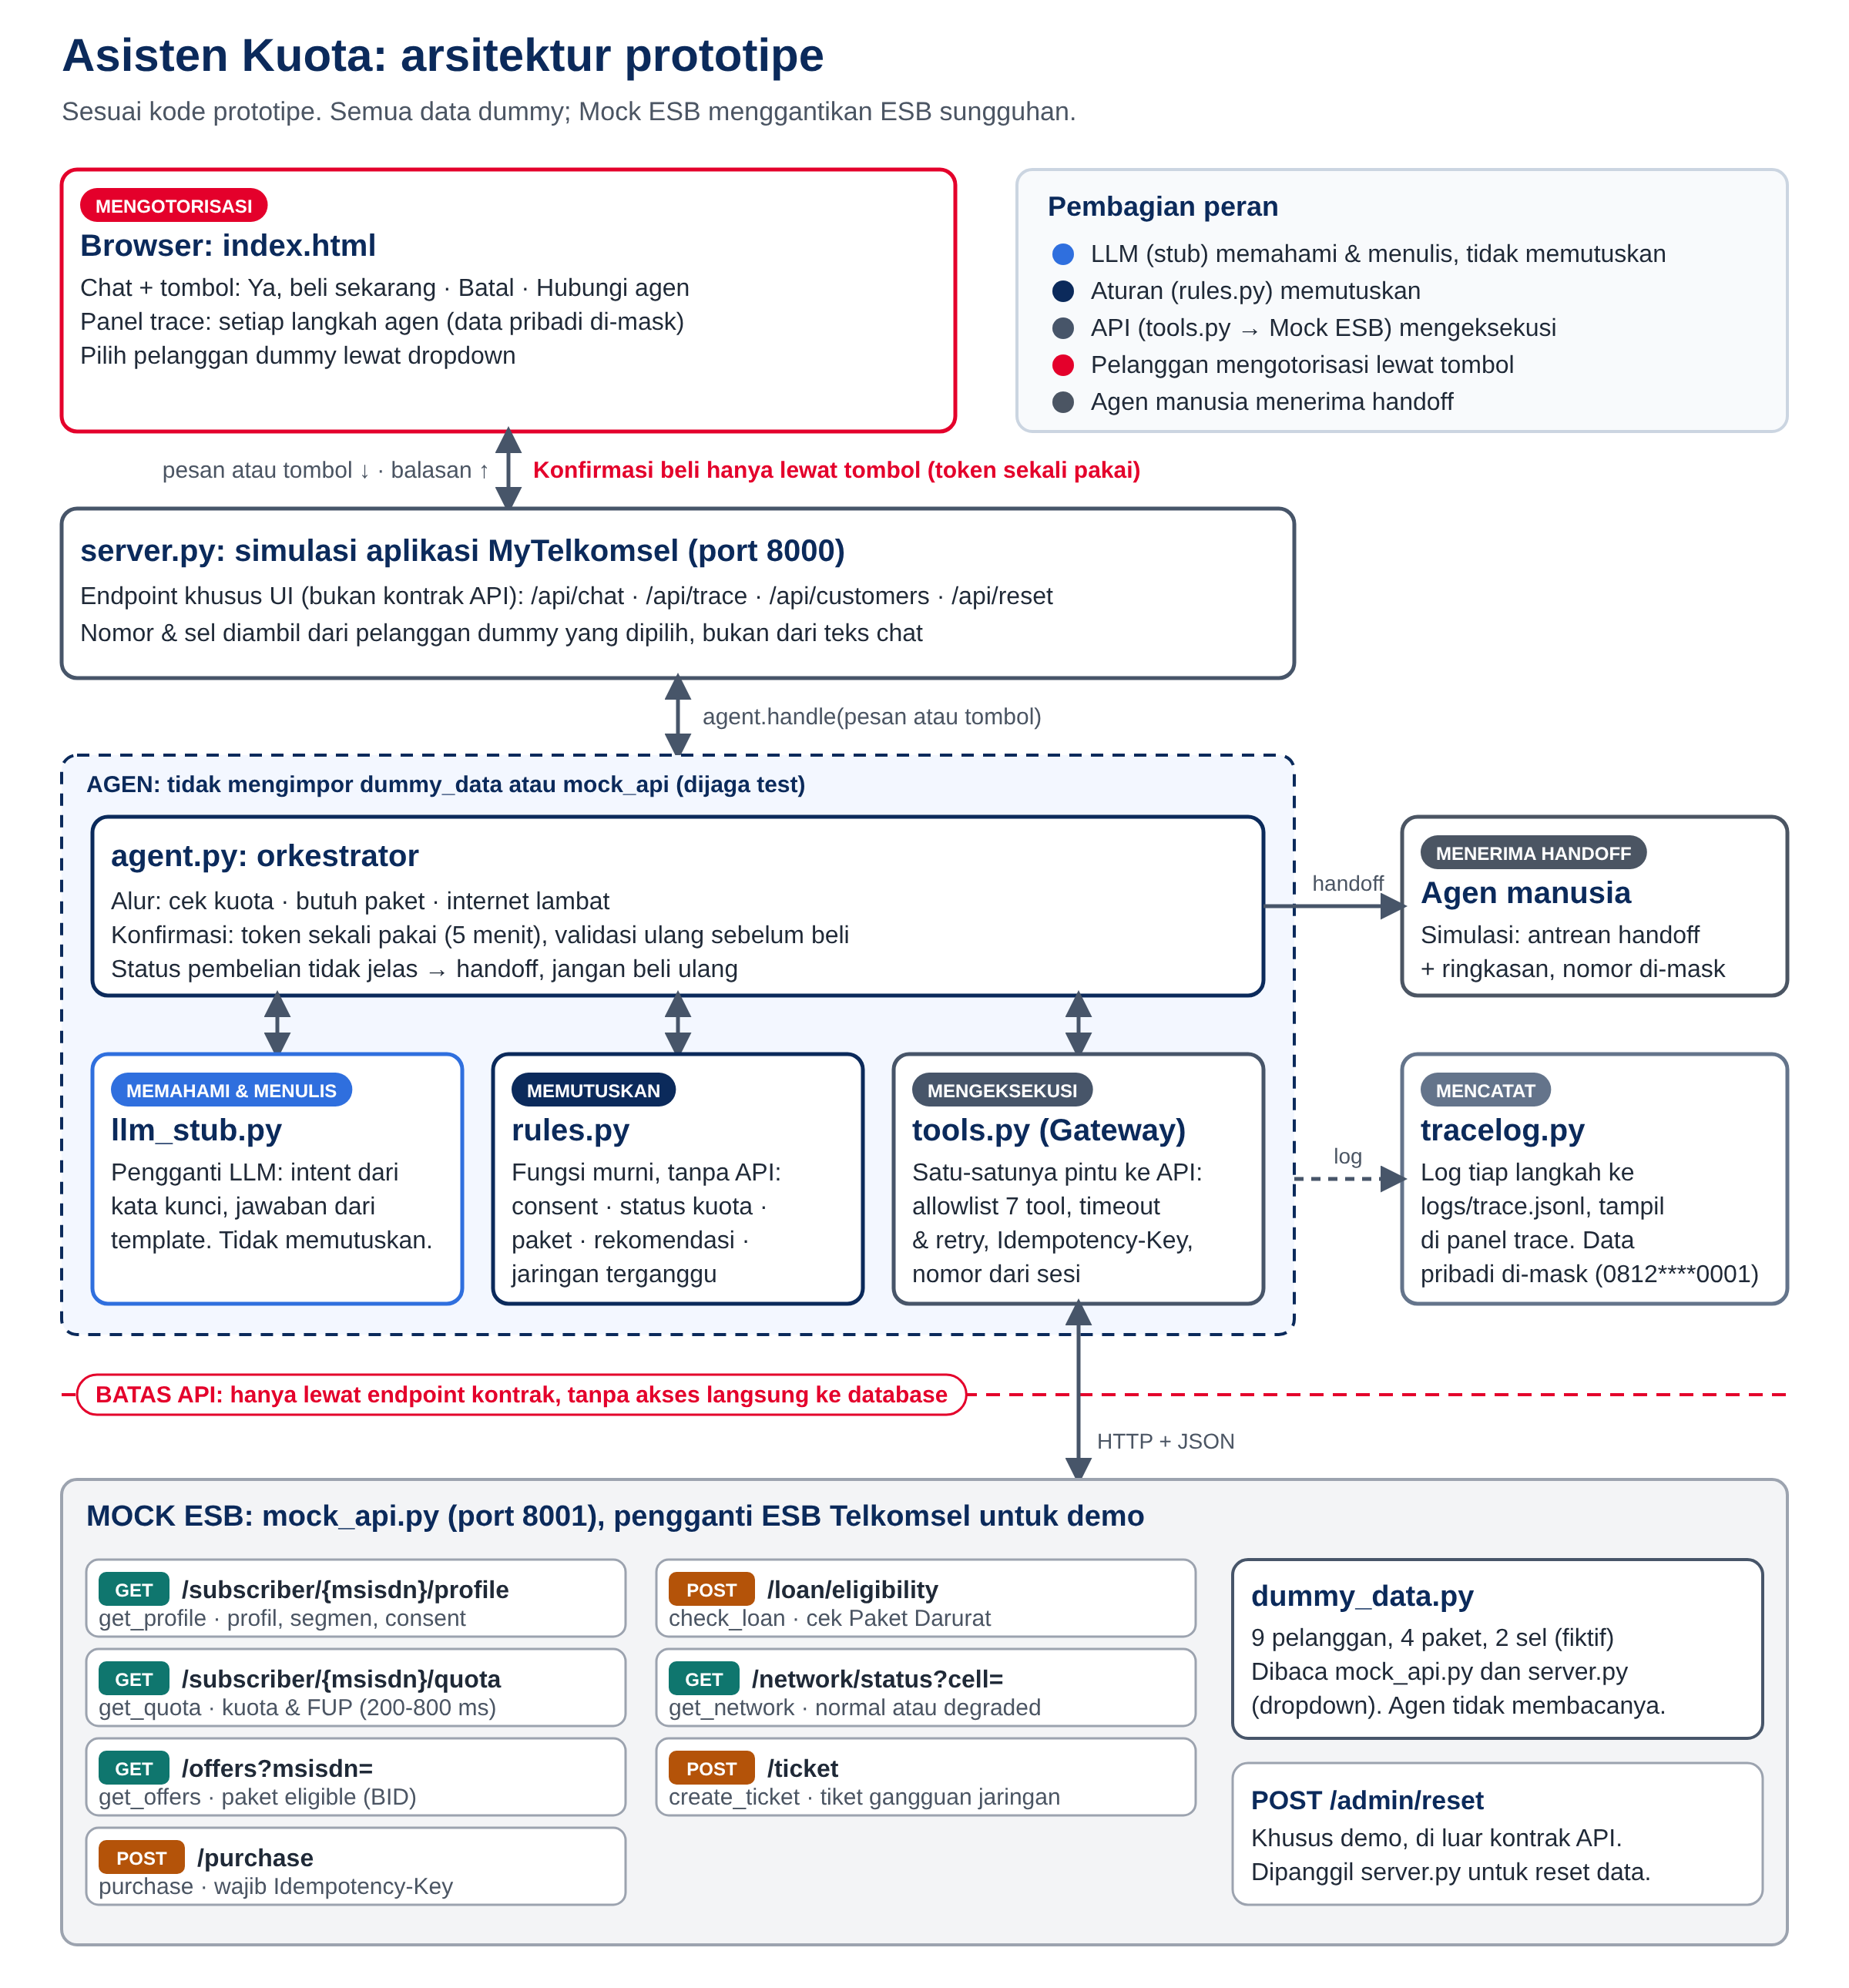 Asisten Kuota: arsitektur prototipe
Sesuai kode prototipe. Semua data dummy; Mock ESB menggantikan ESB sungguhan.
MENGOTORISASI
Browser: index.html
Chat + tombol: Ya, beli sekarang · Batal · Hubungi agen
Panel trace: setiap langkah agen (data pribadi di-mask)
Pilih pelanggan dummy lewat dropdown
Pembagian peran
LLM (stub) memahami & menulis, tidak memutuskan
Aturan (rules.py) memutuskan
API (tools.py → Mock ESB) mengeksekusi
Pelanggan mengotorisasi lewat tombol
Agen manusia menerima handoff
pesan atau tombol ↓ · balasan ↑
Konfirmasi beli hanya lewat tombol (token sekali pakai)
server.py: simulasi aplikasi MyTelkomsel (port 8000)
Endpoint khusus UI (bukan kontrak API): /api/chat · /api/trace · /api/customers · /api/reset
Nomor & sel diambil dari pelanggan dummy yang dipilih, bukan dari teks chat
agent.handle(pesan atau tombol)
AGEN: tidak mengimpor dummy_data atau mock_api (dijaga test)
agent.py: orkestrator
Alur: cek kuota · butuh paket · internet lambat
Konfirmasi: token sekali pakai (5 menit), validasi ulang sebelum beli
Status pembelian tidak jelas → handoff, jangan beli ulang
handoff
MENERIMA HANDOFF
Agen manusia
Simulasi: antrean handoff
+ ringkasan, nomor di-mask
MEMAHAMI & MENULIS
llm_stub.py
Pengganti LLM: intent dari
kata kunci, jawaban dari
template. Tidak memutuskan.
MEMUTUSKAN
rules.py
Fungsi murni, tanpa API:
consent · status kuota ·
paket · rekomendasi ·
jaringan terganggu
MENGEKSEKUSI
tools.py (Gateway)
Satu-satunya pintu ke API:
allowlist 7 tool, timeout
& retry, Idempotency-Key,
nomor dari sesi
log
MENCATAT
tracelog.py
Log tiap langkah ke
logs/trace.jsonl, tampil
di panel trace. Data
pribadi di-mask (0812****0001)
BATAS API: hanya lewat endpoint kontrak, tanpa akses langsung ke database
HTTP + JSON
MOCK ESB: mock_api.py (port 8001), pengganti ESB Telkomsel untuk demo
GET /subscriber/{msisdn}/profile
get_profile · profil, segmen, consent
GET /subscriber/{msisdn}/quota
get_quota · kuota & FUP (200-800 ms)
GET /offers?msisdn=
get_offers · paket eligible (BID)
POST /purchase
purchase · wajib Idempotency-Key
POST /loan/eligibility
check_loan · cek Paket Darurat
GET /network/status?cell=
get_network · normal atau degraded
POST /ticket
create_ticket · tiket gangguan jaringan
dummy_data.py
9 pelanggan, 4 paket, 2 sel (fiktif)
Dibaca mock_api.py dan server.py
(dropdown). Agen tidak membacanya.
POST /admin/reset
Khusus demo, di luar kontrak API.
Dipanggil server.py untuk reset data.